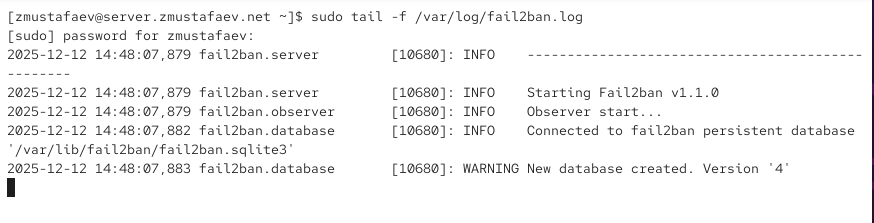 [zmustafaev@server.zmustafaev.net ~]$ sudo tail -f /var/log/fail2ban.log
[sudo] password for zmustafaev:
2025-12-12 14:48:07,879 fail2ban.server         [10680]: INFO    ------------------------------------------
--------
2025-12-12 14:48:07,879 fail2ban.server         [10680]: INFO    Starting Fail2ban v1.1.0
2025-12-12 14:48:07,879 fail2ban.observer       [10680]: INFO    Observer start...
2025-12-12 14:48:07,882 fail2ban.database       [10680]: INFO    Connected to fail2ban persistent database
'/var/lib/fail2ban/fail2ban.sqlite3'
2025-12-12 14:48:07,883 fail2ban.database       [10680]: WARNING New database created. Version '4'